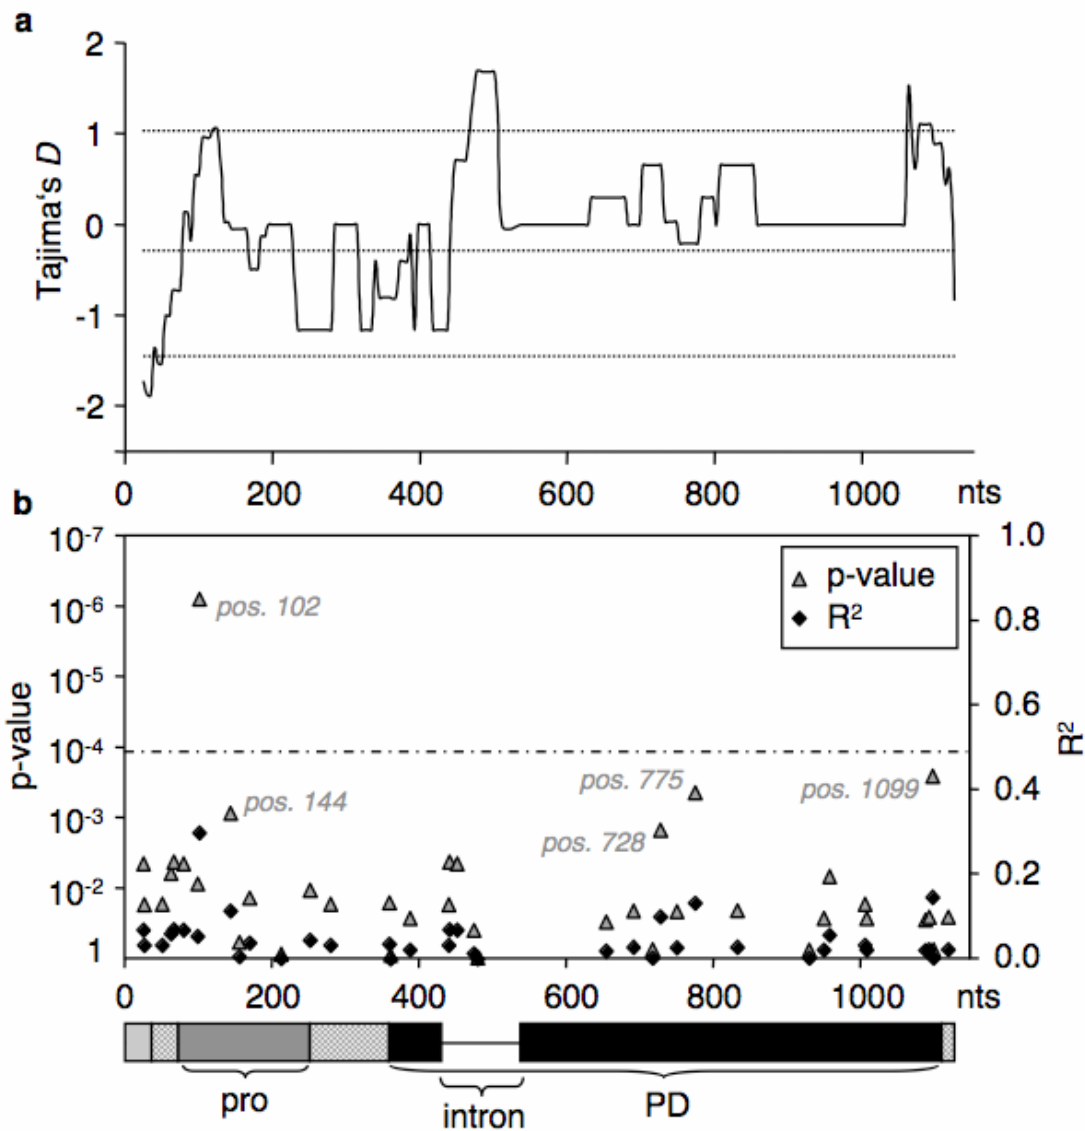 a
Tajima‘s D
2
1
0
-1
-2
0 200 400 600 800 1000 nts
b
p-value
10-7
10-6
10-5
10-4
10-3
10-2
1
R2
1.0
0.8
0.6
0.4
0.2
0.0
p-value
R2
pos. 102
pos. 144
pos. 775
pos. 728
pos. 1099
0 200 400 600 800 1000 nts
pro
intron
PD